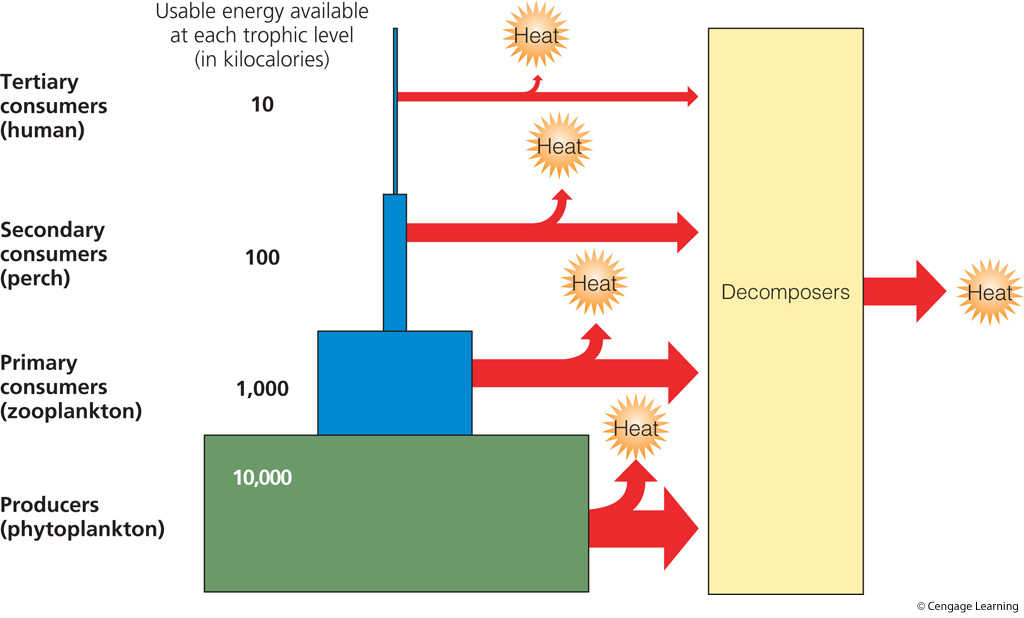 Usable energy available
at each trophic level
(in kilocalories)
Heat
Tertiary
consumers
(human)
10
Heat
Secondary
consumers
(perch)
100
Heat
Decomposers
Heat
Primary
consumers
(zooplankton)
1,000
Heat
10,000
Producers
(phytoplankton)
© Cengage Learning